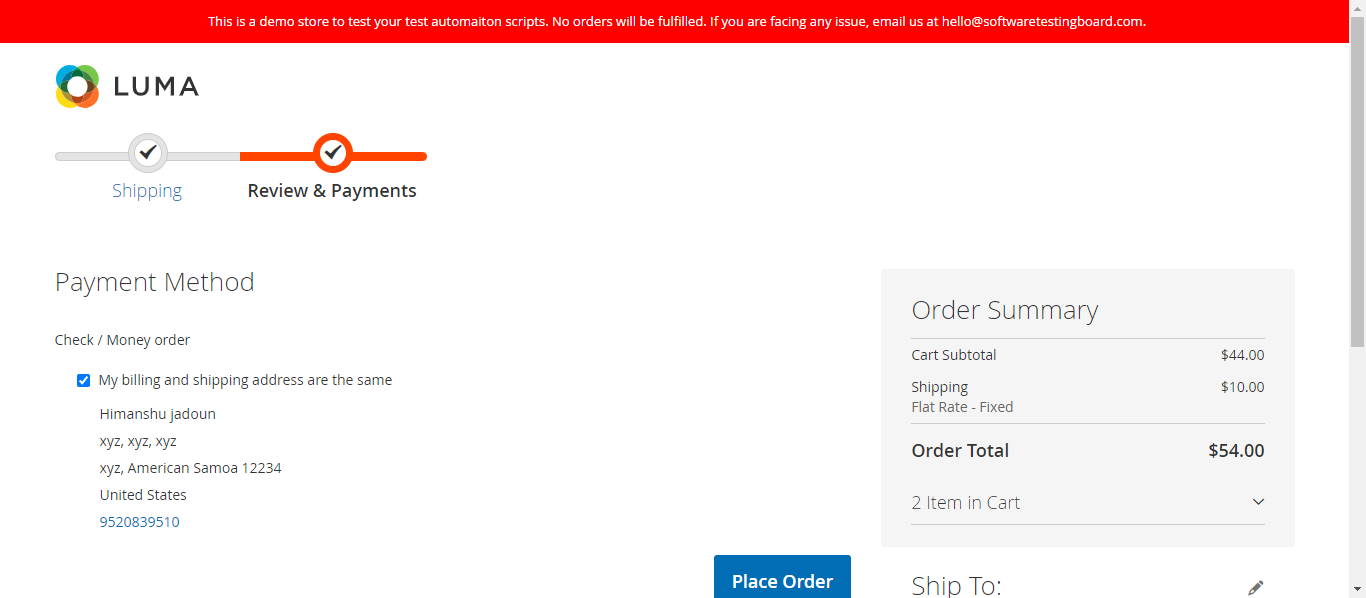 This is a demo store to test your test automaiton scripts. No orders will be fulfilled. If you are facing any issue, email us at hello@softwaretestingboard.com.
LUMA
Shipping
Review & Payments
Payment Method
Check / Money order
My billing and shipping address are the same
Himanshu jadoun
xyz, xyz, xyz
xyz, American Samoa 12234
United States
9520839510
Place Order
Order Summary
Cart Subtotal $44.00
Shipping $10.00
Flat Rate - Fixed
Order Total $54.00
2 Item in Cart
Ship To: